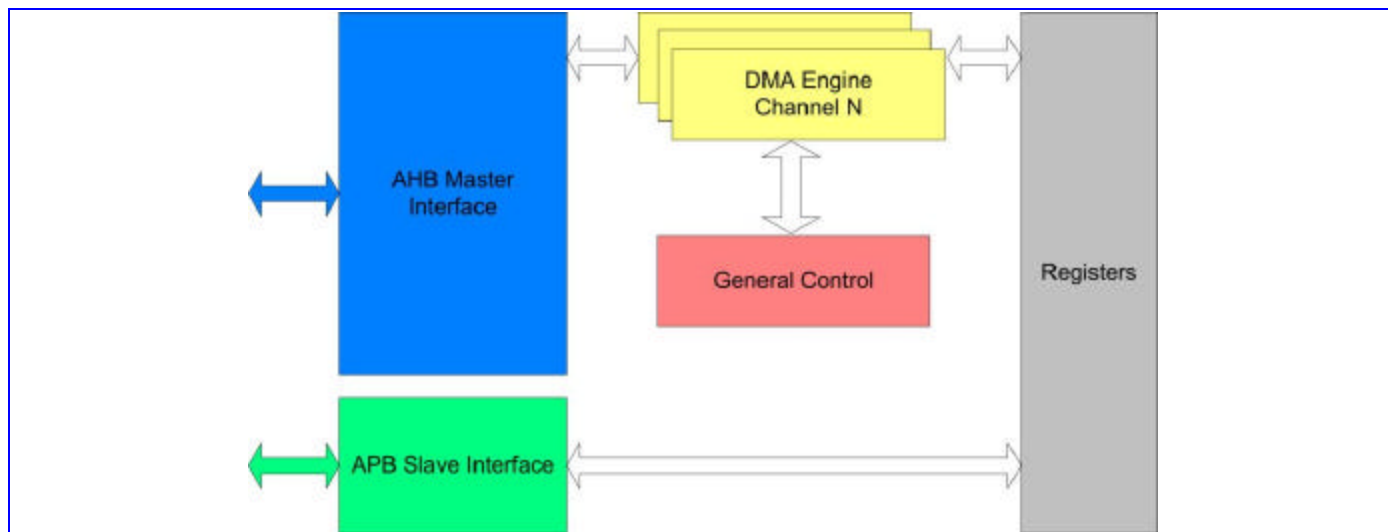 DMA Engine
Channel N
AHB Master
Interface
General Control
Registers
APB Slave Interface